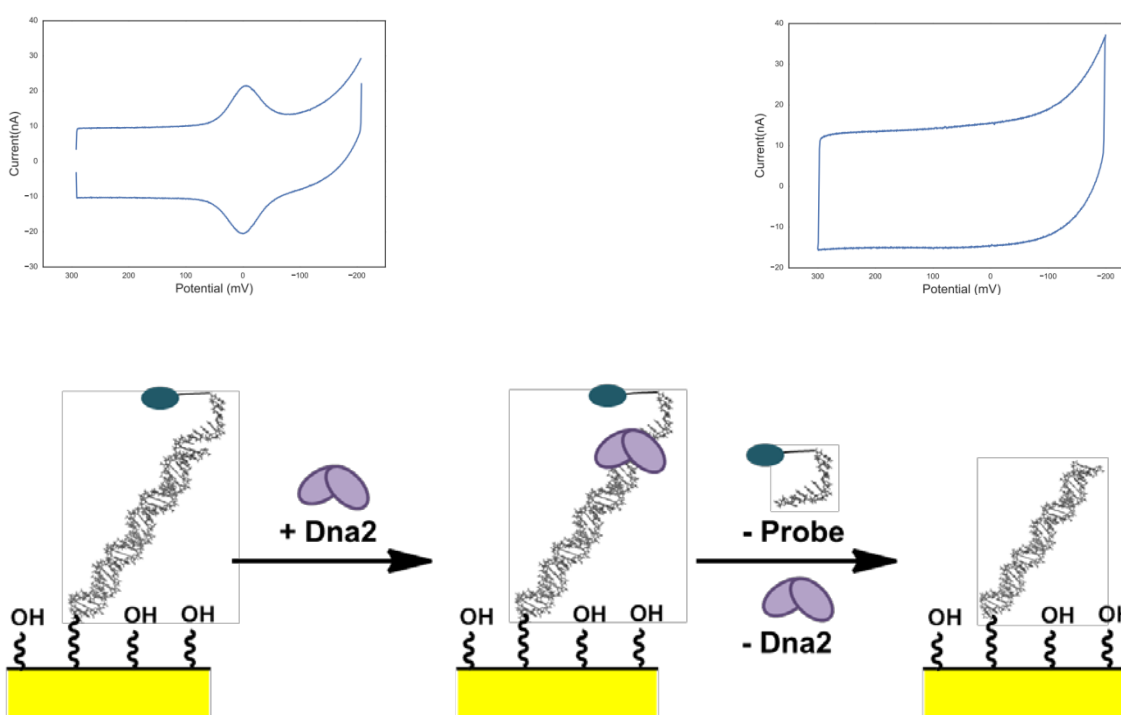 40
30
20
10
0
−10
−20
−30
Current(nA)
300 200 100 0 −100 −200
Potential (mV)
40
30
20
10
0
−10
−20
Current(nA)
300 200 100 0 −100 −200
Potential (mV)
+ Dna2
- Probe
- Dna2
OH OH OH
OH OH OH
OH OH OH